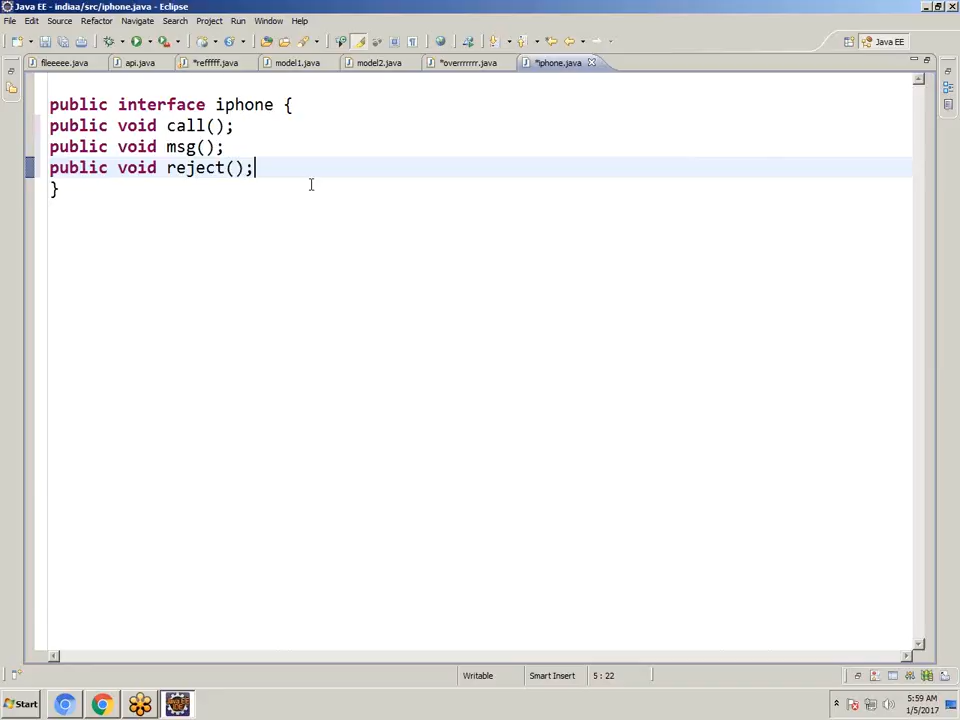 Java EE - indiaa/src/iphone.java - Eclipse
File Edit Source Refactor Navigate Search Project Run Window Help
Java EE
fileeeee.java api.java *refffff.java model1.java model2.java *overrrrrrr.java *iphone.java
public interface iphone {
public void call();
public void msg();
public void reject();
}
Writable Smart Insert 5 : 22
Start
5:59 AM
1/5/2017